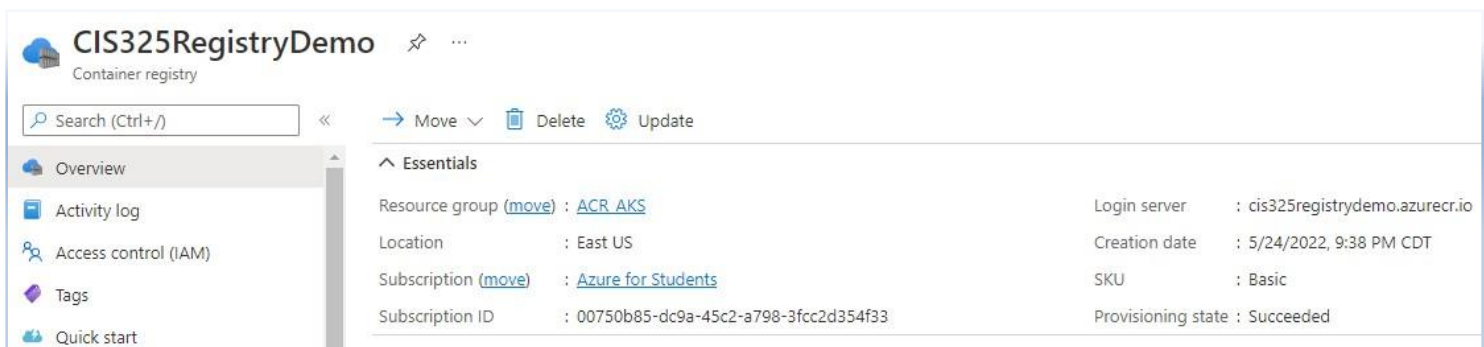 CIS325RegistryDemo
Container registry
Search (Ctrl+/)
Overview
Activity log
Access control (IAM)
Tags
Quick start
Move Delete Update
Essentials
Resource group (move) : ACR_AKS
Location : East US
Subscription (move) : Azure for Students
Subscription ID : 00750b85-dc9a-45c2-a798-3fcc2d354f33
Login server : cis325registrydemo.azurecr.io
Creation date : 5/24/2022, 9:38 PM CDT
SKU : Basic
Provisioning state : Succeeded